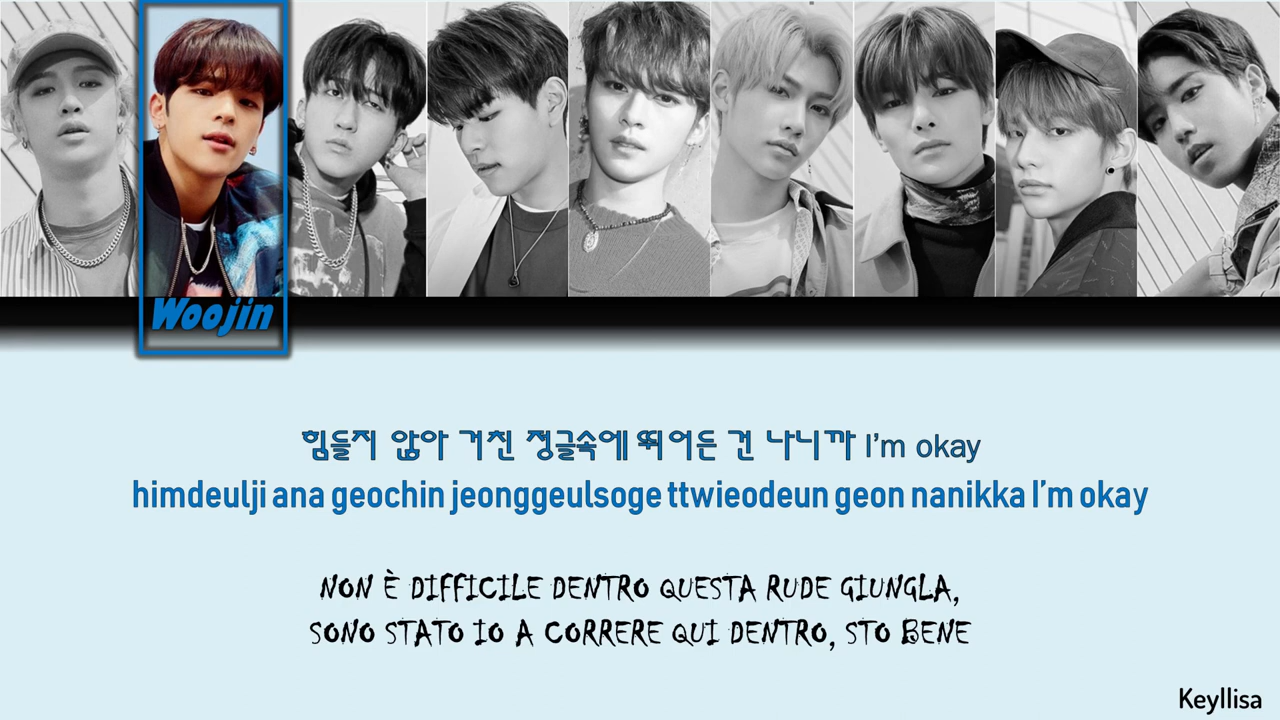 Woojin
힘들지 않아 거친 정글속에 뛰어든 건 나니까 I'm okay
himdeulji ana geochin jeonggeulsoge ttwieodeun geon nanikka I'm okay
NON È DIFFICILE DENTRO QUESTA RUDE GIUNGLA,
SONO STATO IO A CORRERE QUI DENTRO, STO BENE
Keyllisa